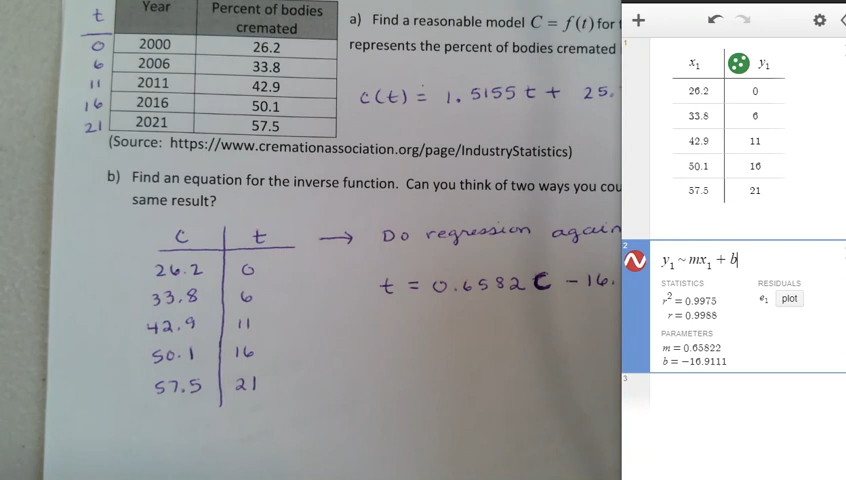 t
Year Percent of bodies cremated
0 2000 26.2
6 2006 33.8
11 2011 42.9
16 2016 50.1
21 2021 57.5
(Source: https://www.cremationassociation.org/page/IndustryStatistics)
a) Find a reasonable model C = f(t) for
represents the percent of bodies cremated
c(t) = 1.5155t + 25.
b) Find an equation for the inverse function. Can you think of two ways you cou
same result?
C t
26.2 0
33.8 6
42.9 11
50.1 16
57.5 21
→ Do regression again
t = 0.6582 C - 16.
1
x₁ y₁
26.2 0
33.8 6
42.9 11
50.1 16
57.5 21
2
y₁ ~ mx₁ + b
STATISTICS RESIDUALS
r² = 0.9975 e₁ plot
r = 0.9988
PARAMETERS
m = 0.65822
b = −16.9111
3